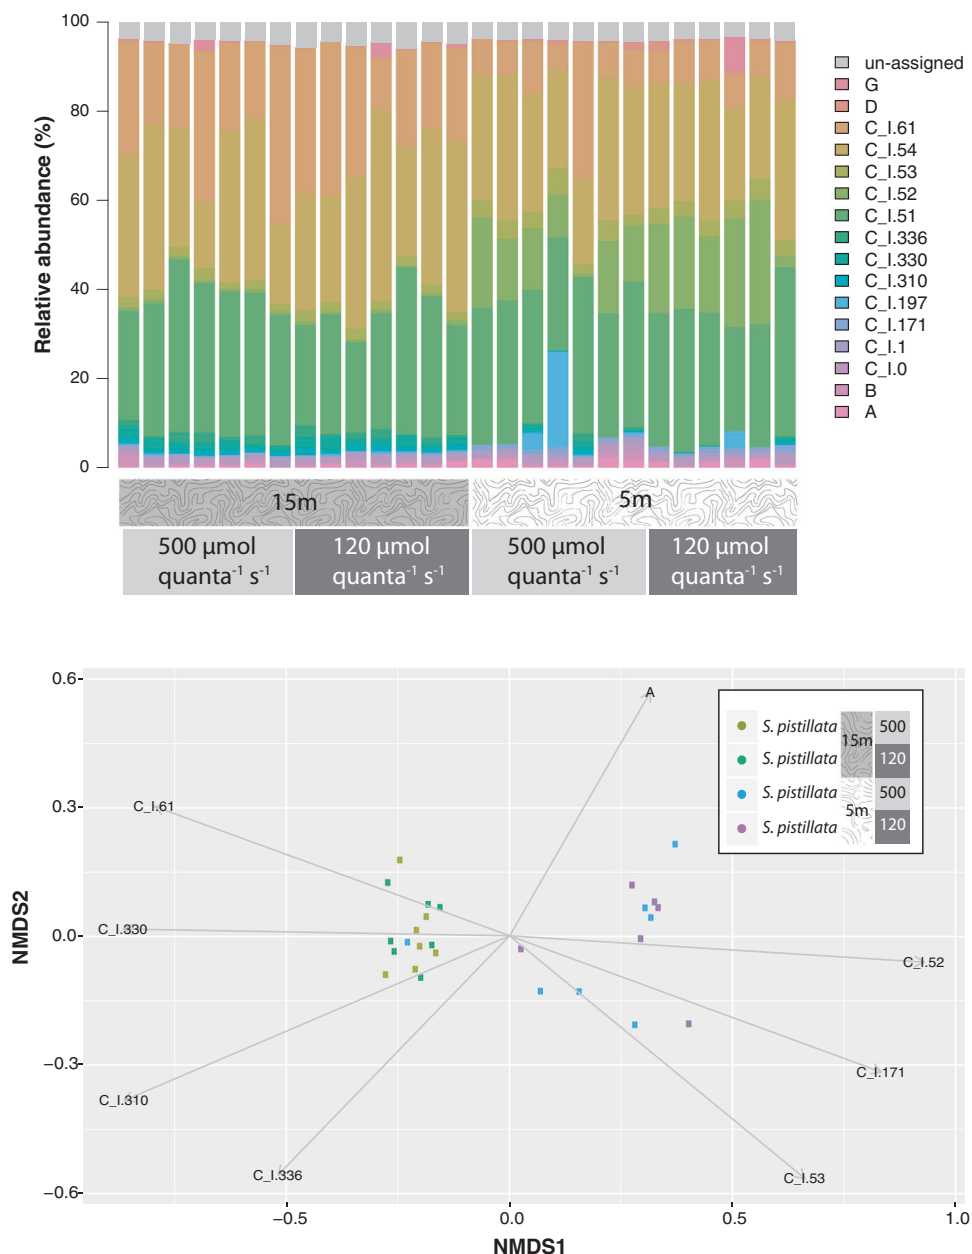 100
80
60
40
20
0
Relative abundance (%)
un-assigned
G
D
C_I.61
C_I.54
C_I.53
C_I.52
C_I.51
C_I.336
C_I.330
C_I.310
C_I.197
C_I.171
C_I.1
C_I.0
B
A
15m
5m
500 µmol
quanta⁻¹ s⁻¹
120 µmol
quanta⁻¹ s⁻¹
500 µmol
quanta⁻¹ s⁻¹
120 µmol
quanta⁻¹ s⁻¹
0.6
0.3
0.0
−0.3
−0.6
NMDS2
A
C_I.61
C_I.330
C_I.310
C_I.336
C_I.52
C_I.171
C_I.53
S. pistillata
S. pistillata
S. pistillata
S. pistillata
15m
5m
500
120
500
120
−0.5
0.0
0.5
1.0
NMDS1